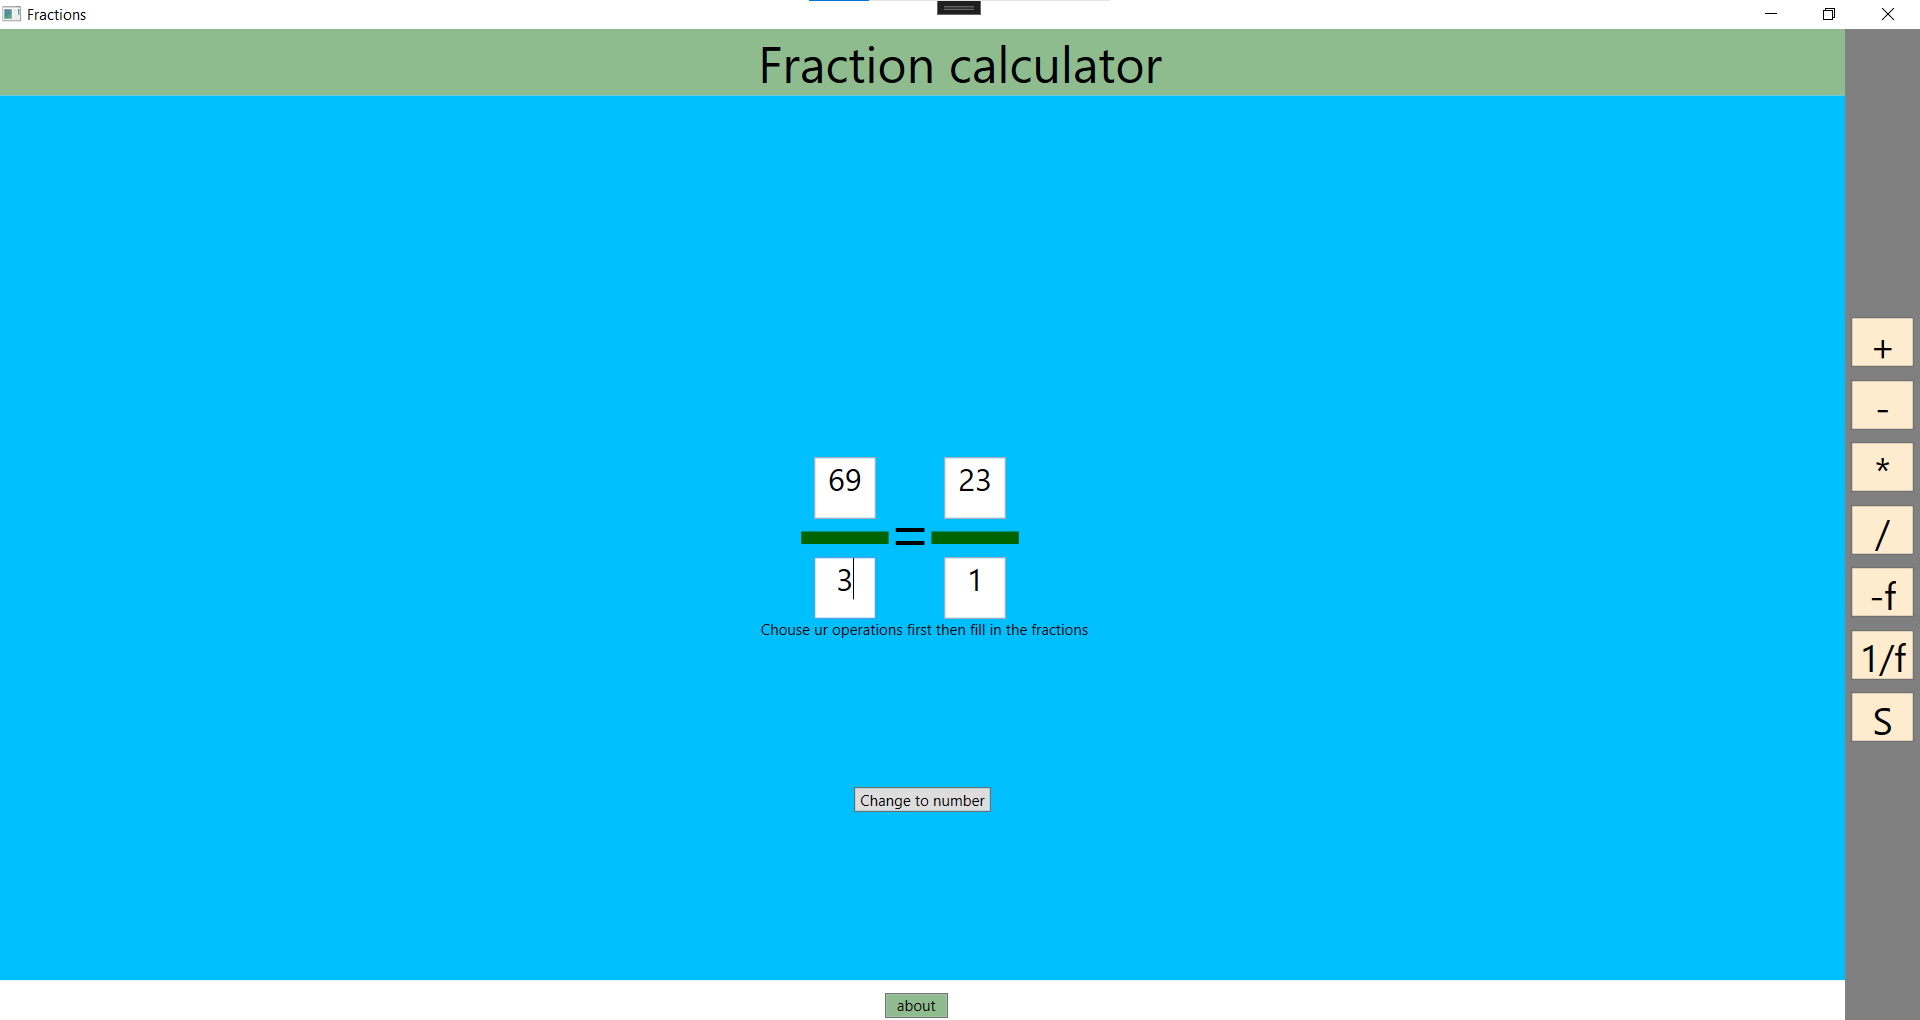 Fractions
Fraction calculator
+
-
*
/
-f
1/f
S
69
23
=
3
1
Chouse ur operations first then fill in the fractions
Change to number
about